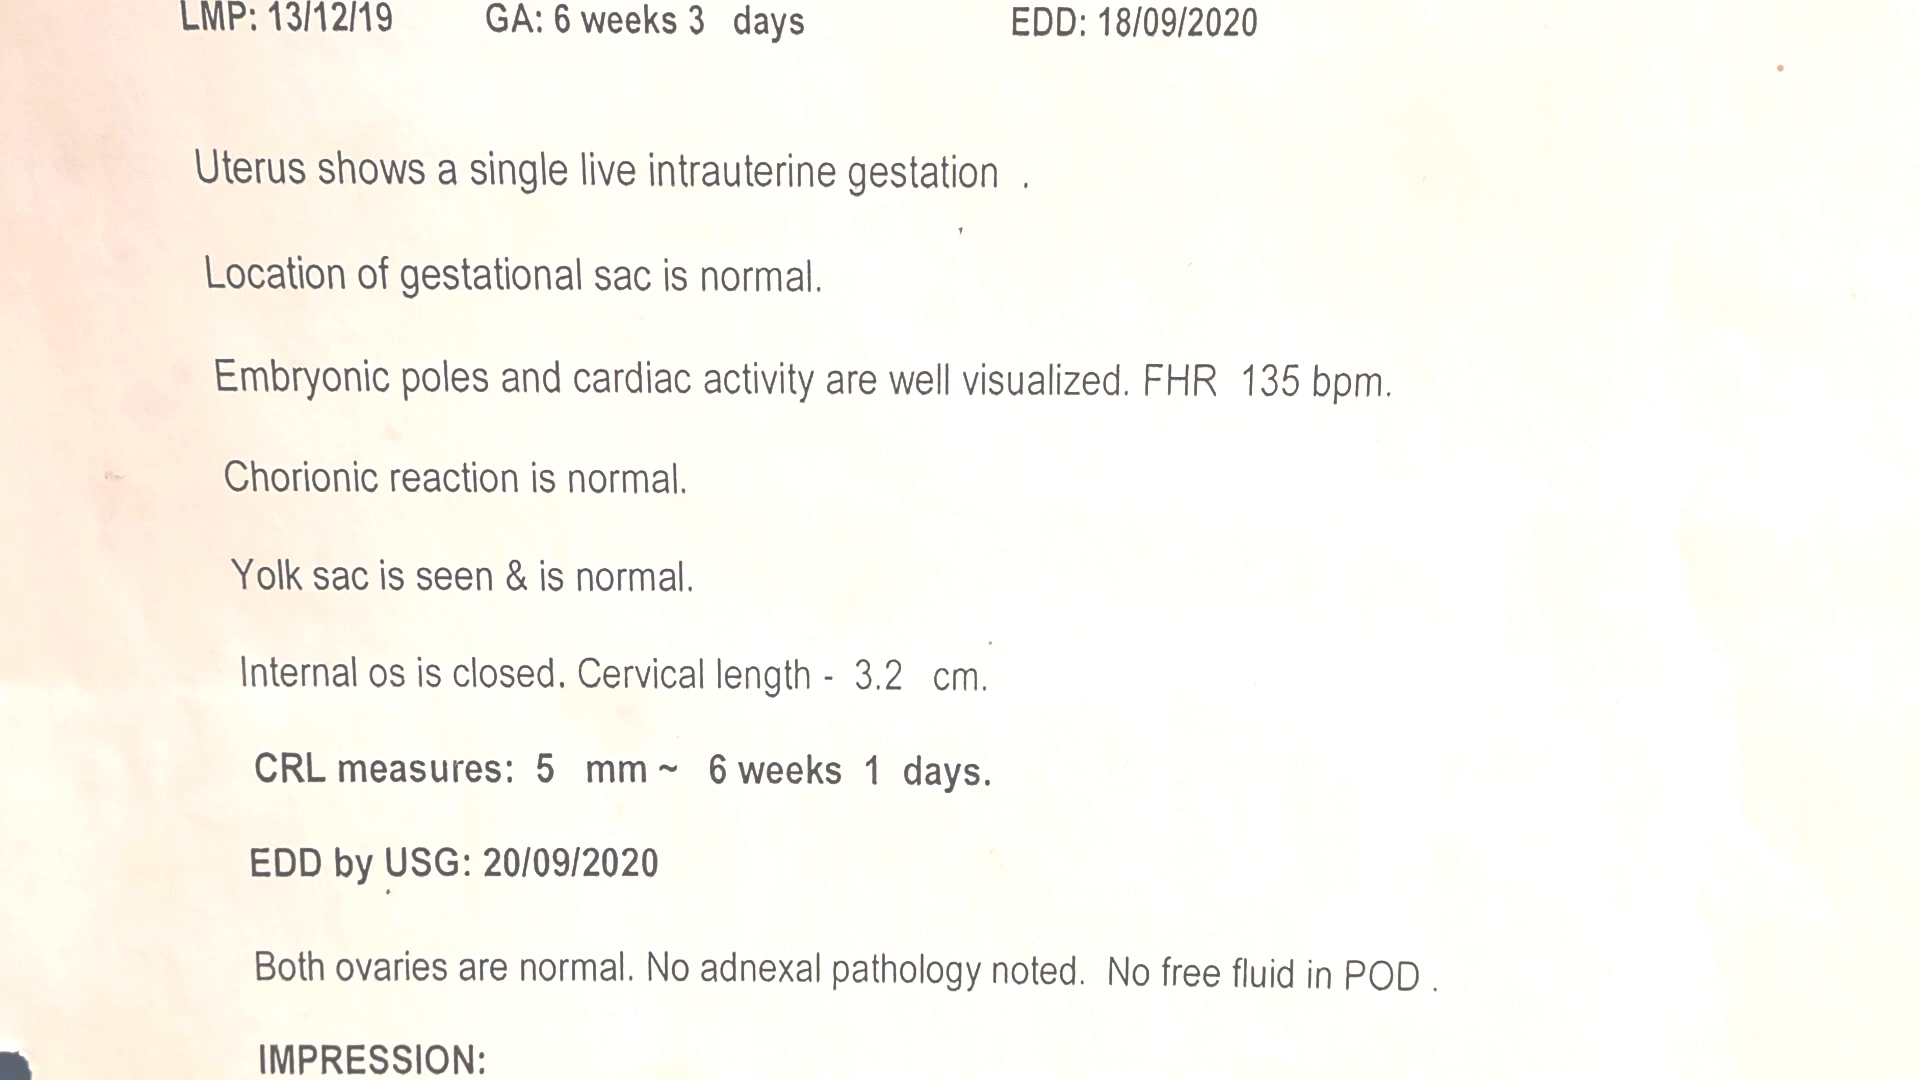 LMP: 13/12/19 GA: 6 weeks 3 days EDD: 18/09/2020
Uterus shows a single live intrauterine gestation .
Location of gestational sac is normal.
Embryonic poles and cardiac activity are well visualized. FHR 135 bpm.
Chorionic reaction is normal.
Yolk sac is seen & is normal.
Internal os is closed. Cervical length - 3.2 cm.
CRL measures: 5 mm ~ 6 weeks 1 days.
EDD by USG: 20/09/2020
Both ovaries are normal. No adnexal pathology noted. No free fluid in POD .
IMPRESSION: